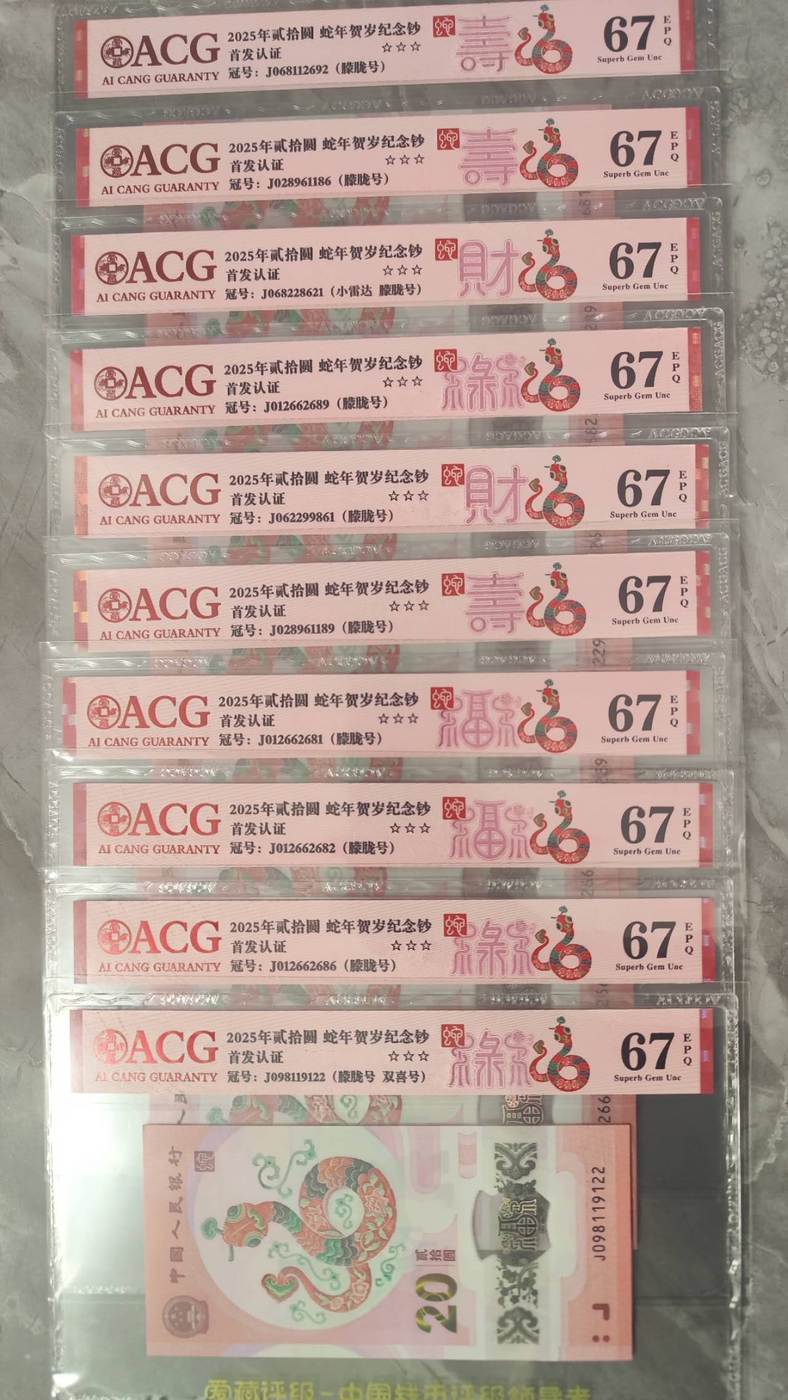 ACG
AI CANG GUARANTY
2025年贰拾圆 蛇年贺岁纪念钞
首发认证
☆☆☆
冠号：J068112692（朦胧号）
壽
67
EPQ
Superb Gem Unc
ACG
AI CANG GUARANTY
2025年贰拾圆 蛇年贺岁纪念钞
首发认证
☆☆☆
冠号：J028961186（朦胧号）
壽
67
EPQ
Superb Gem Unc
ACG
AI CANG GUARANTY
2025年贰拾圆 蛇年贺岁纪念钞
首发认证
☆☆☆
冠号：J068228621（小雷达 朦胧号）
財
67
EPQ
Superb Gem Unc
ACG
AI CANG GUARANTY
2025年贰拾圆 蛇年贺岁纪念钞
首发认证
☆☆☆
冠号：J012662689（朦胧号）
祿
67
EPQ
Superb Gem Unc
ACG
AI CANG GUARANTY
2025年贰拾圆 蛇年贺岁纪念钞
首发认证
☆☆☆
冠号：J062299861（朦胧号）
財
67
EPQ
Superb Gem Unc
ACG
AI CANG GUARANTY
2025年贰拾圆 蛇年贺岁纪念钞
首发认证
☆☆☆
冠号：J028961189（朦胧号）
壽
67
EPQ
Superb Gem Unc
ACG
AI CANG GUARANTY
2025年贰拾圆 蛇年贺岁纪念钞
首发认证
☆☆☆
冠号：J012662681（朦胧号）
福
67
EPQ
Superb Gem Unc
ACG
AI CANG GUARANTY
2025年贰拾圆 蛇年贺岁纪念钞
首发认证
☆☆☆
冠号：J012662682（朦胧号）
福
67
EPQ
Superb Gem Unc
ACG
AI CANG GUARANTY
2025年贰拾圆 蛇年贺岁纪念钞
首发认证
☆☆☆
冠号：J012662686（朦胧号）
祿
67
EPQ
Superb Gem Unc
ACG
AI CANG GUARANTY
2025年贰拾圆 蛇年贺岁纪念钞
首发认证
☆☆☆
冠号：J098119122（朦胧号 双喜号）
祿
67
EPQ
Superb Gem Unc
中国人民银行
贰拾圆
20
J098119122